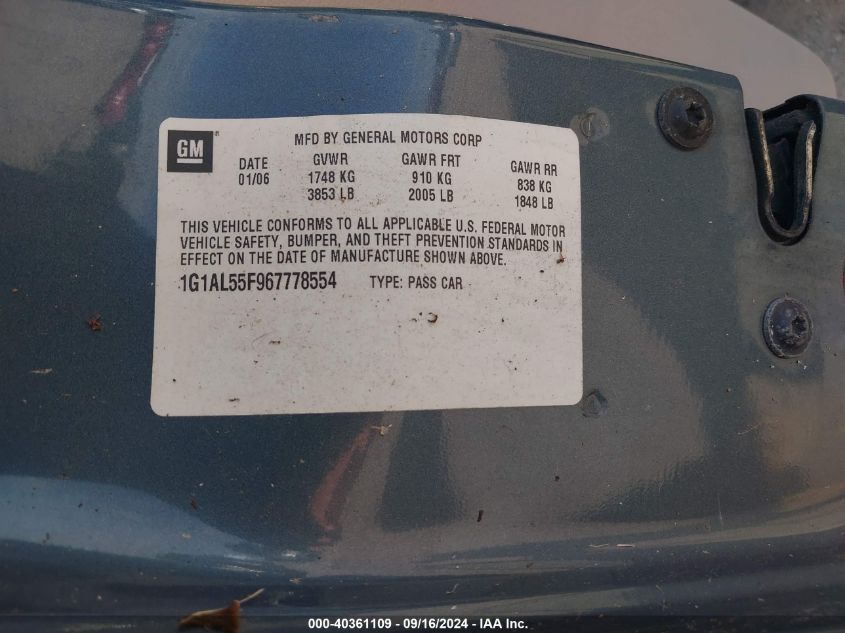 GM
MFD BY GENERAL MOTORS CORP
DATE GVWR GAWR FRT GAWR RR
01/06 1748 KG 910 KG 838 KG
3853 LB 2005 LB 1848 LB
THIS VEHICLE CONFORMS TO ALL APPLICABLE U.S. FEDERAL MOTOR
VEHICLE SAFETY, BUMPER, AND THEFT PREVENTION STANDARDS IN
EFFECT ON THE DATE OF MANUFACTURE SHOWN ABOVE.
1G1AL55F967778554 TYPE: PASS CAR
000-40361109 - 09/16/2024 - IAA Inc.